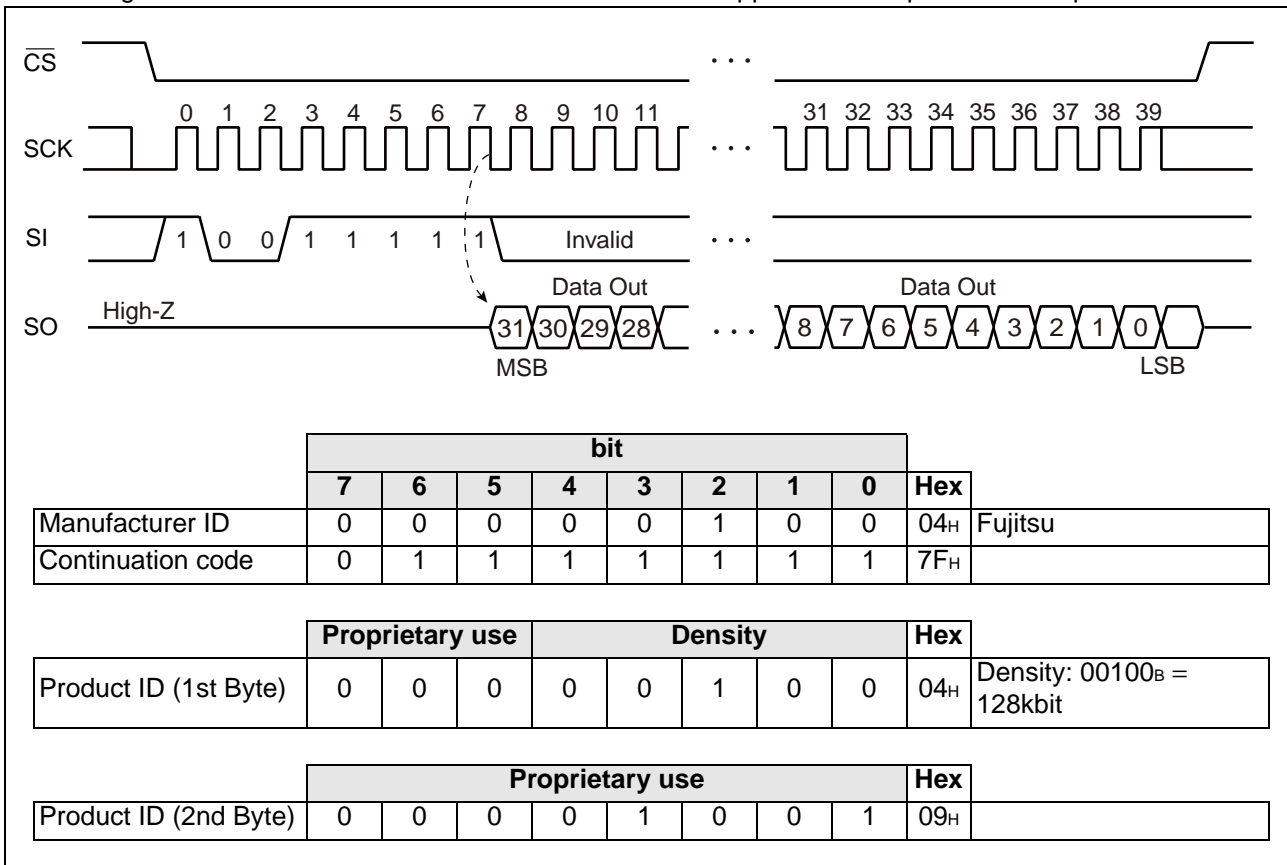 CS
0 1 2 3 4 5 6 7 8 9 10 11 31 32 33 34 35 36 37 38 39
SCK
SI 1 0 0 1 1 1 1 1 Invalid
High-Z Data Out Data Out
SO 31 30 29 28 8 7 6 5 4 3 2 1 0
MSB LSB
bit
7 6 5 4 3 2 1 0 Hex
Manufacturer ID 0 0 0 0 0 1 0 0 04H Fujitsu
Continuation code 0 1 1 1 1 1 1 1 7FH
Proprietary use Density Hex
Product ID (1st Byte) 0 0 0 0 0 1 0 0 04H Density: 00100B = 128kbit
Proprietary use Hex
Product ID (2nd Byte) 0 0 0 0 1 0 0 1 09H